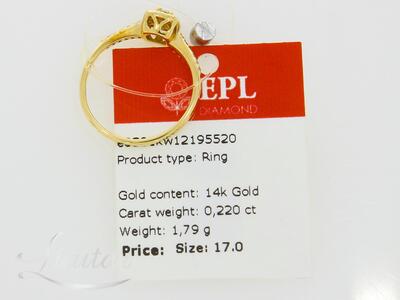 EPL
DIAMOND
KW12195520
Product type: Ring
Gold content: 14k Gold
Carat weight: 0,220 ct
Weight: 1,79 g
Price: Size: 17.0